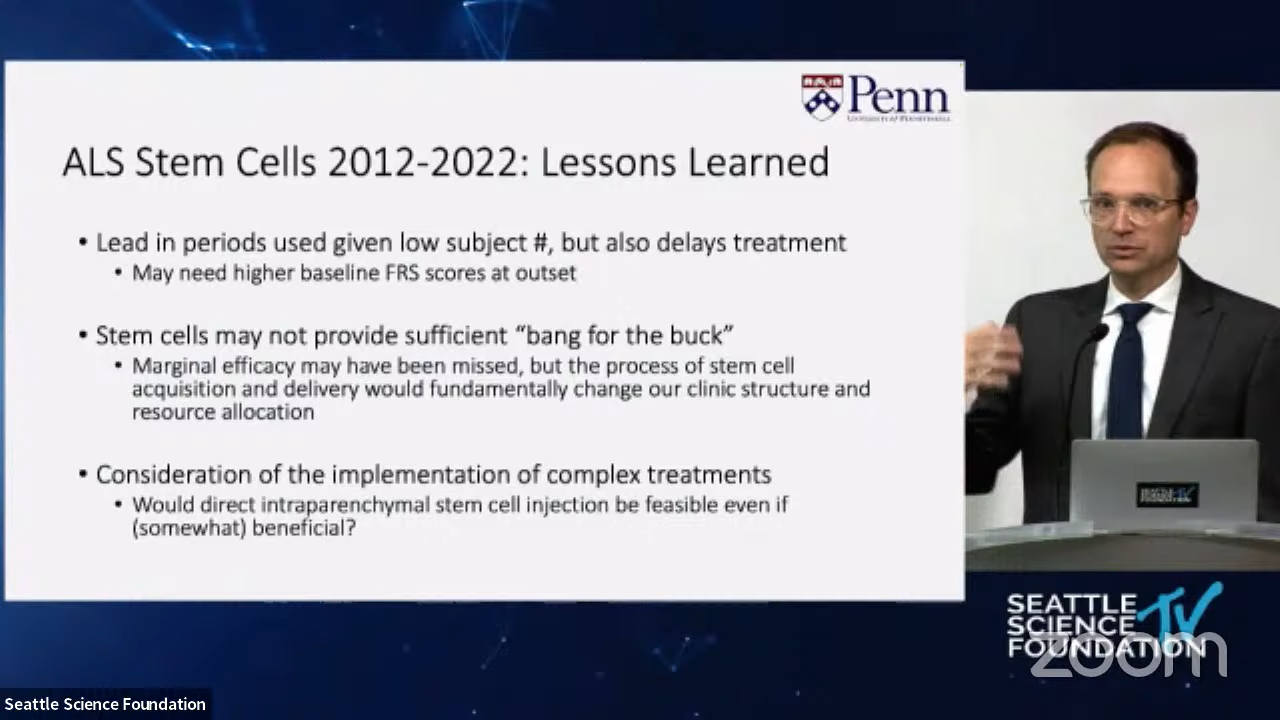 Penn
UNIVERSITY of PENNSYLVANIA
ALS Stem Cells 2012-2022: Lessons Learned
• Lead in periods used given low subject #, but also delays treatment
• May need higher baseline FRS scores at outset
• Stem cells may not provide sufficient “bang for the buck”
• Marginal efficacy may have been missed, but the process of stem cell
acquisition and delivery would fundamentally change our clinic structure and
resource allocation
• Consideration of the implementation of complex treatments
• Would direct intraparenchymal stem cell injection be feasible even if
(somewhat) beneficial?
SEATTLE
SCIENCE TV
FOUNDATION
zoom
Seattle Science Foundation